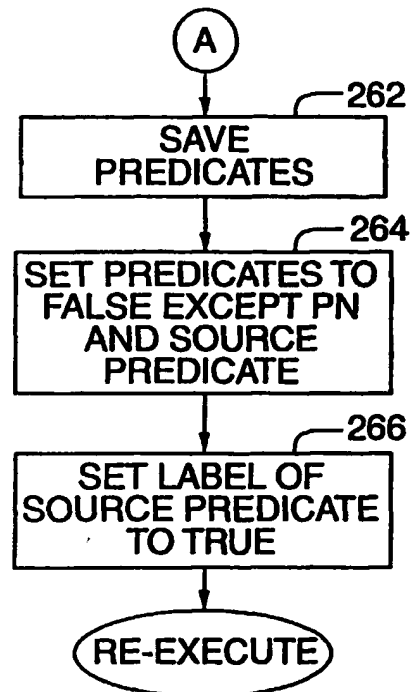 A
262
SAVE
PREDICATES
264
SET PREDICATES TO
FALSE EXCEPT PN
AND SOURCE
PREDICATE
266
SET LABEL OF
SOURCE PREDICATE
TO TRUE
RE-EXECUTE